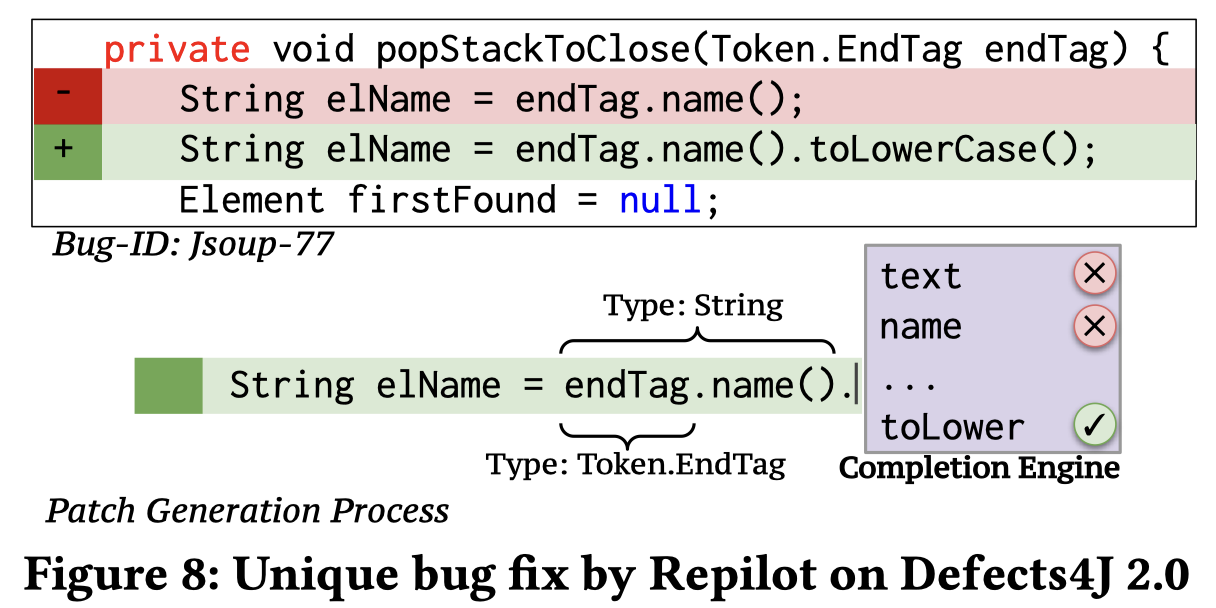 private void popStackToClose(Token.EndTag endTag) {
- String elName = endTag.name();
+ String elName = endTag.name().toLowerCase();
Element firstFound = null;
Bug-ID: Jsoup-77
Type: String
String elName = endTag.name().
Type: Token.EndTag
text
name
...
toLower
Completion Engine
Patch Generation Process
Figure 8: Unique bug fix by Repilot on Defects4J 2.0